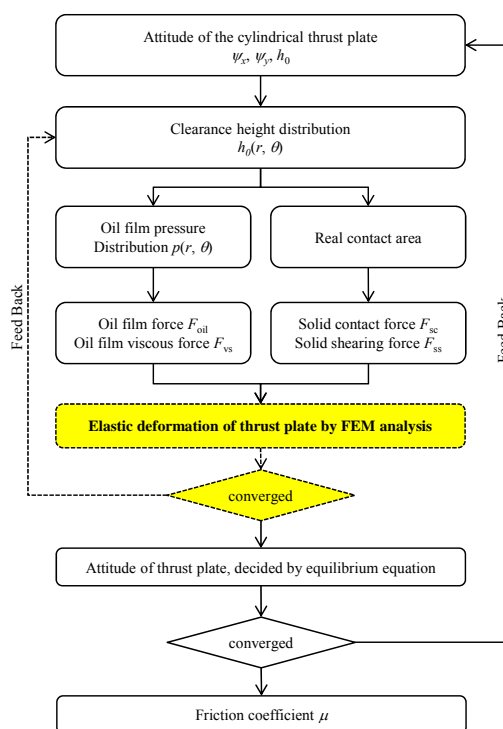 Attitude of the cylindrical thrust plate
ψx, ψy, h0
Clearance height distribution
hθ(r, θ)
Oil film pressure
Distribution p(r, θ)
Real contact area
Oil film force Foil
Oil film viscous force Fvs
Solid contact force Fsc
Solid shearing force Fss
Feed Back
Feed Back
Elastic deformation of thrust plate by FEM analysis
converged
Attitude of thrust plate, decided by equilibrium equation
converged
Friction coefficient μ